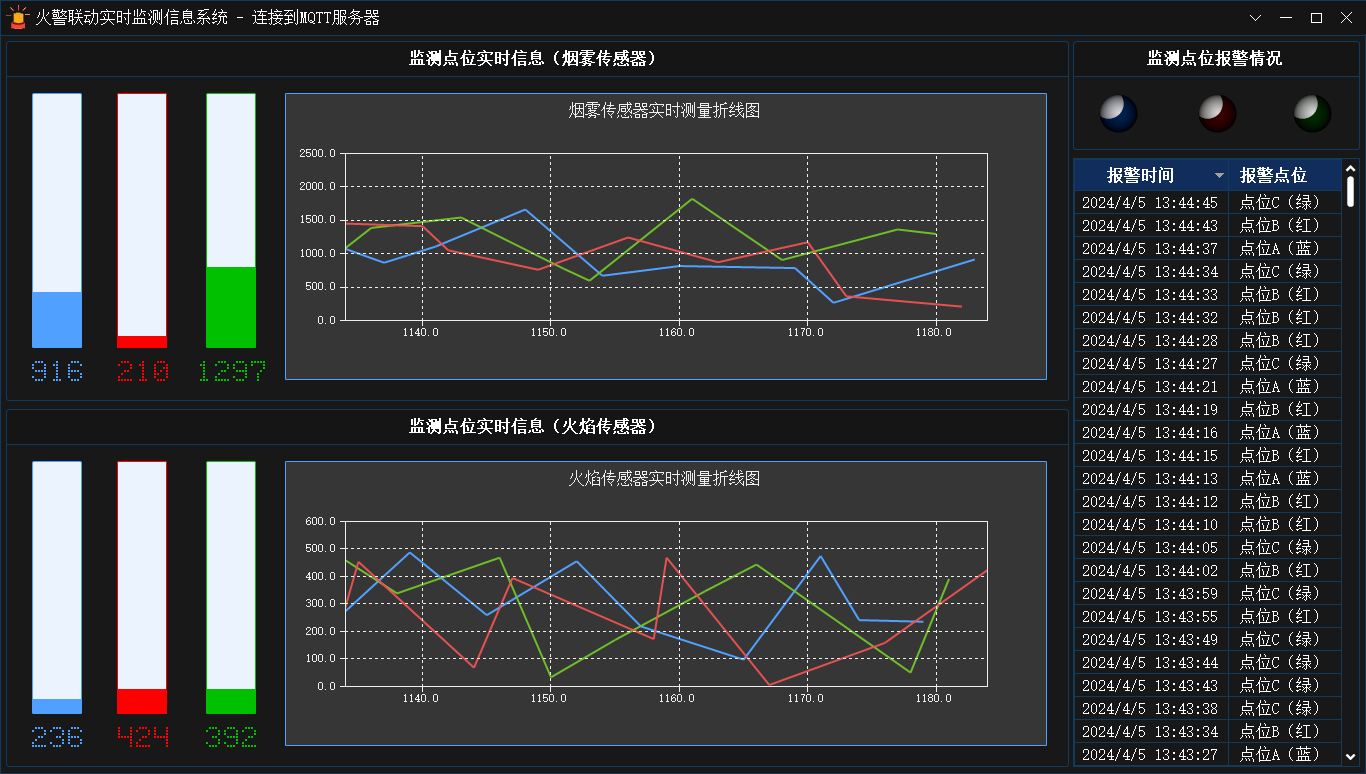 火警联动实时监测信息系统 - 连接到MQTT服务器
监测点位实时信息（烟雾传感器）
916
210
1297
烟雾传感器实时测量折线图
2500.0
2000.0
1500.0
1000.0
500.0
0.0
1140.0 1150.0 1160.0 1170.0 1180.0
监测点位实时信息（火焰传感器）
236
424
392
火焰传感器实时测量折线图
600.0
500.0
400.0
300.0
200.0
100.0
0.0
1140.0 1150.0 1160.0 1170.0 1180.0
监测点位报警情况
报警时间 报警点位
2024/4/5 13:44:45 点位C（绿）
2024/4/5 13:44:43 点位B（红）
2024/4/5 13:44:37 点位A（蓝）
2024/4/5 13:44:34 点位C（绿）
2024/4/5 13:44:33 点位B（红）
2024/4/5 13:44:32 点位B（红）
2024/4/5 13:44:28 点位B（红）
2024/4/5 13:44:27 点位C（绿）
2024/4/5 13:44:21 点位A（蓝）
2024/4/5 13:44:19 点位B（红）
2024/4/5 13:44:16 点位A（蓝）
2024/4/5 13:44:15 点位B（红）
2024/4/5 13:44:13 点位A（蓝）
2024/4/5 13:44:12 点位B（红）
2024/4/5 13:44:10 点位B（红）
2024/4/5 13:44:05 点位C（绿）
2024/4/5 13:44:02 点位B（红）
2024/4/5 13:43:59 点位C（绿）
2024/4/5 13:43:55 点位B（红）
2024/4/5 13:43:49 点位C（绿）
2024/4/5 13:43:44 点位C（绿）
2024/4/5 13:43:43 点位C（绿）
2024/4/5 13:43:38 点位C（绿）
2024/4/5 13:43:34 点位B（红）
2024/4/5 13:43:27 点位A（蓝）